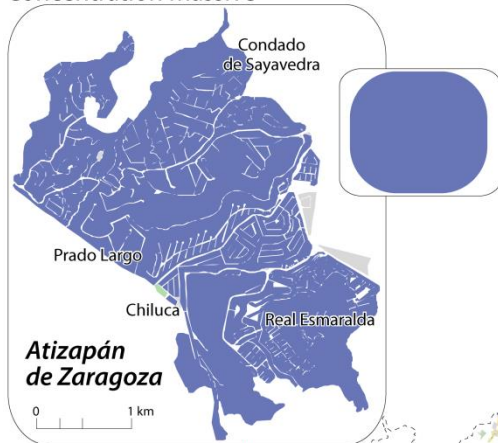 Condado
de Sayavedra
Prado Largo
Chiluca
Real Esmaralda
Atizapán
de Zaragoza
0 1 km